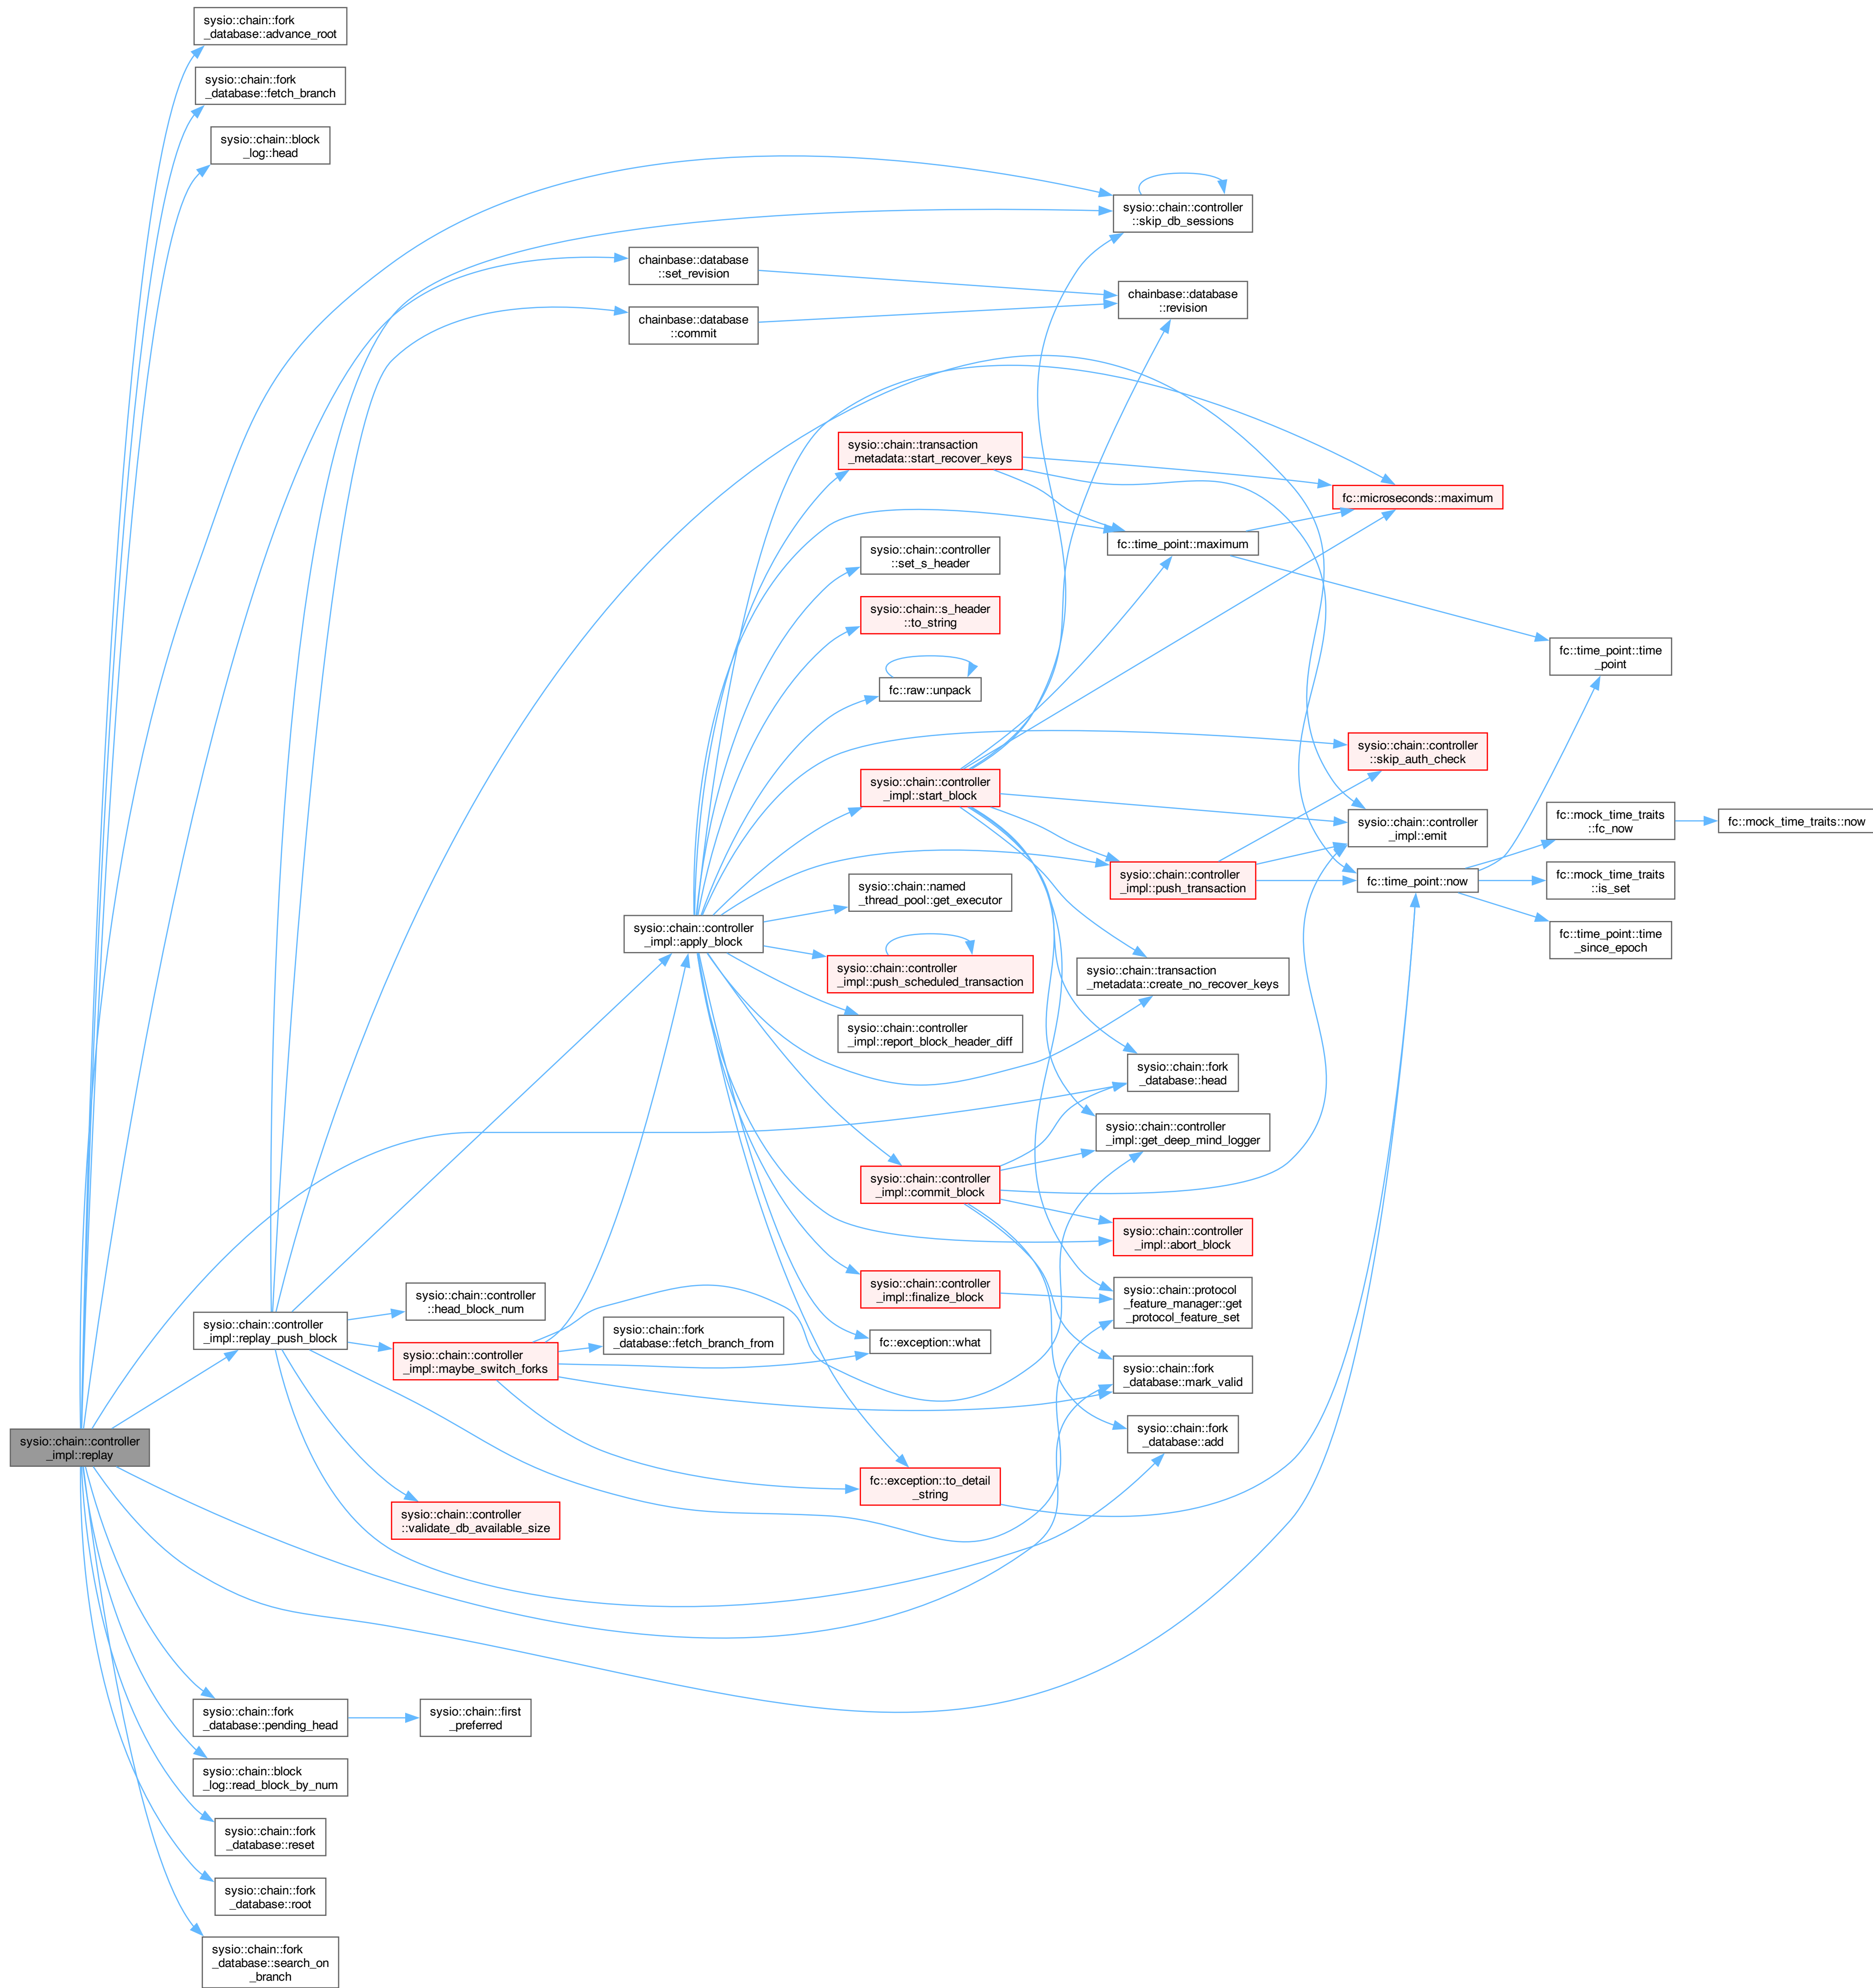 sysio::chain::fork
_database::advance_root
sysio::chain::fork
_database::fetch_branch
sysio::chain::block
_log::head
sysio::chain::controller
::skip_db_sessions
chainbase::database
::set_revision
chainbase::database
::revision
chainbase::database
::commit
sysio::chain::transaction
_metadata::start_recover_keys
fc::microseconds::maximum
fc::time_point::maximum
sysio::chain::controller
::set_s_header
sysio::chain::s_header
::to_string
fc::time_point::time
_point
fc::raw::unpack
sysio::chain::controller
::skip_auth_check
sysio::chain::controller
_impl::start_block
sysio::chain::controller
_impl::emit
fc::mock_time_traits
::fc_now
fc::mock_time_traits::now
sysio::chain::controller
_impl::push_transaction
fc::time_point::now
fc::mock_time_traits
::is_set
sysio::chain::named
_thread_pool::get_executor
sysio::chain::controller
_impl::apply_block
fc::time_point::time
_since_epoch
sysio::chain::controller
_impl::push_scheduled_transaction
sysio::chain::transaction
_metadata::create_no_recover_keys
sysio::chain::controller
_impl::report_block_header_diff
sysio::chain::fork
_database::head
sysio::chain::controller
_impl::get_deep_mind_logger
sysio::chain::controller
_impl::commit_block
sysio::chain::controller
_impl::abort_block
sysio::chain::controller
_impl::finalize_block
sysio::chain::protocol
_feature_manager::get
_protocol_feature_set
sysio::chain::controller
::head_block_num
sysio::chain::controller
_impl::replay_push_block
sysio::chain::fork
_database::fetch_branch_from
fc::exception::what
sysio::chain::controller
_impl::maybe_switch_forks
sysio::chain::fork
_database::mark_valid
sysio::chain::fork
_database::add
sysio::chain::controller
_impl::replay
fc::exception::to_detail
_string
sysio::chain::controller
::validate_db_available_size
sysio::chain::fork
_database::pending_head
sysio::chain::first
_preferred
sysio::chain::block
_log::read_block_by_num
sysio::chain::fork
_database::reset
sysio::chain::fork
_database::root
sysio::chain::fork
_database::search_on
_branch